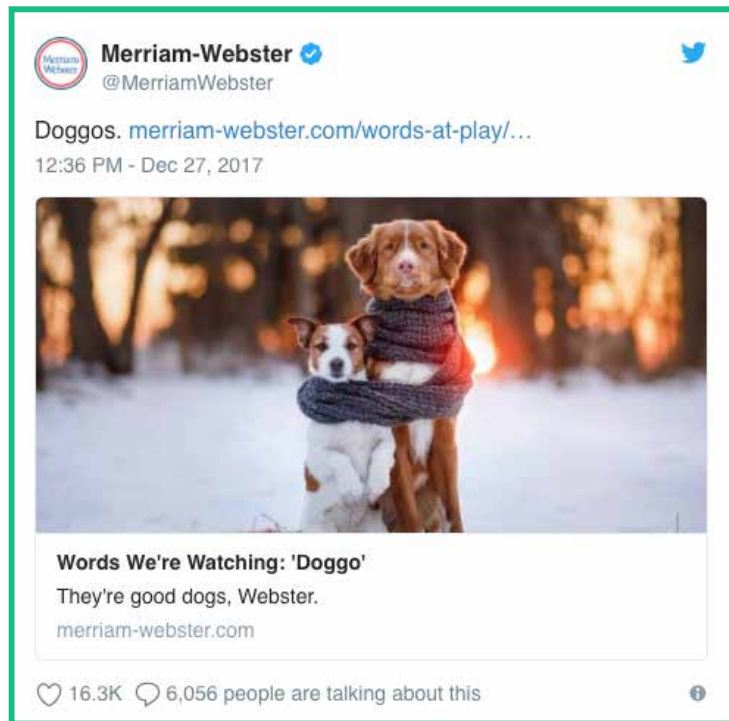 Merriam-Webster
Merriam-Webster
@MerriamWebster
Doggos. merriam-webster.com/words-at-play/…
12:36 PM - Dec 27, 2017
Words We're Watching: 'Doggo'
They're good dogs, Webster.
merriam-webster.com
16.3K 6,056 people are talking about this